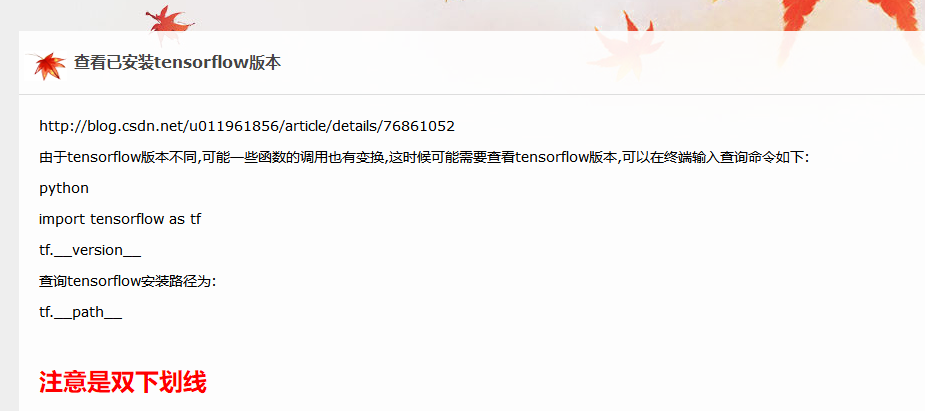 查看已安装tensorflow版本
http://blog.csdn.net/u011961856/article/details/76861052
由于tensorflow版本不同,可能一些函数的调用也有变换,这时候可能需要查看tensorflow版本,可以在终端输入查询命令如下:
python
import tensorflow as tf
tf.__version__
查询tensorflow安装路径为:
tf.__path__
注意是双下划线